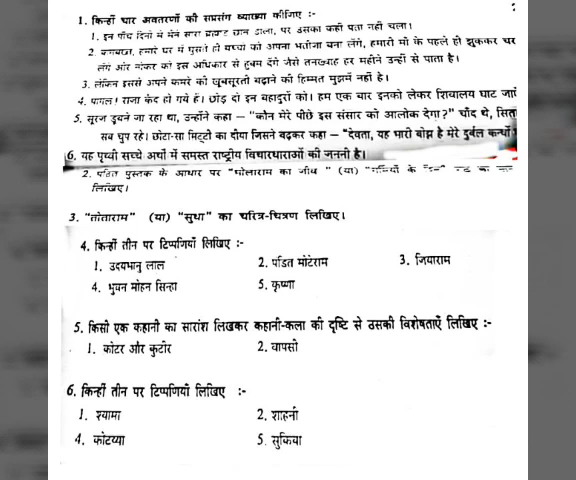 1. किन्हीं चार अवतरणों की सप्रसंग व्याख्या कीजिए :-
1. इन पाँच दिनों में मैंने सारा ब्रह्मांड छान डाला, पर उसका कहीं पता नहीं चला।
2. कमबख्त, हमारे घर में घुसते ही बच्चों को अपना भतीजा बना लेंगे, हमारी माँ के पहले ही झुककर चर
लेंगे और नौकर को इस अधिकार से हुक्म देंगे जैसे तनख्वाह हर महीने उन्हीं से पाता है।
3. लेकिन इससे अपने कमरे की खूबसूरती बढ़ाने की हिम्मत मुझमें नहीं है।
4. पागल! राजा कैद हो गये हैं। छोड़ दो इन बहादुरों को। हम एक बार इनको लेकर शिवालय घाट जाएँ
5. सूरज डूबने जा रहा था, उन्होंने कहा – "कौन मेरे पीछे इस संसार को आलोक देगा?" चाँद थे,
सब चुप रहे। छोटा-सा मिट्टी का दीया जिसने बढ़कर कहा – "देवता, यह भारी बोझ है मेरे दुर्बल कन्धों
6. यह पृथ्वी सच्चे अर्थों में समस्त राष्ट्रीय विचारधाराओं की जननी है।
2. पठित पुस्तक के आधार पर "भोलाराम का जीव " (या) के
लिखिए।
3. "तोताराम" (या) "सुधा" का चरित्र-चित्रण लिखिए।
4. किन्हीं तीन पर टिप्पणियाँ लिखिए :-
1. उदयभानु लाल 2. पंडित मोटेराम 3. जियाराम
4. भुवन मोहन सिन्हा 5. कृष्णा
5. किसी एक कहानी का सारांश लिखकर कहानी-कला की दृष्टि से उसकी विशेषताएँ लिखिए :-
1. कोटर और कुटीर 2. वापसी
6. किन्हीं तीन पर टिप्पणियाँ लिखिए :-
1. श्यामा 2. शाहनी
4. कोटय्या 5. सुकिया